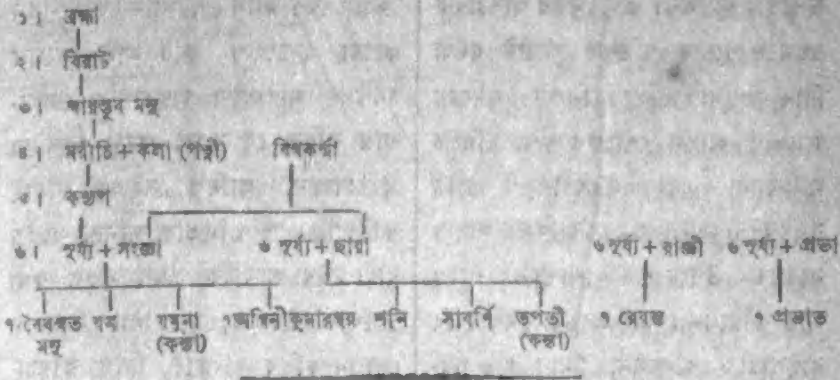 ১। ব্রহ্মা
২। বিরাট
৩। স্বায়ম্ভুব মনু
৪। মরীচি + কলা (পত্নী) বিশ্বকর্ম্মা
৫। কশ্যপ
৬। সূর্য্য + সংজ্ঞা ৬ সূর্য্য + ছায়া ৬ সূর্য্য + রাজ্ঞী ৬ সূর্য্য + প্রভা
৭ বৈবস্বত যম যমুনা ৭ অশ্বিনীকুমারদ্বয় শনি সাবর্ণি তপতী ৭ রেবন্ত ৭ প্রভাত
মনু (কন্যা) (কন্যা)